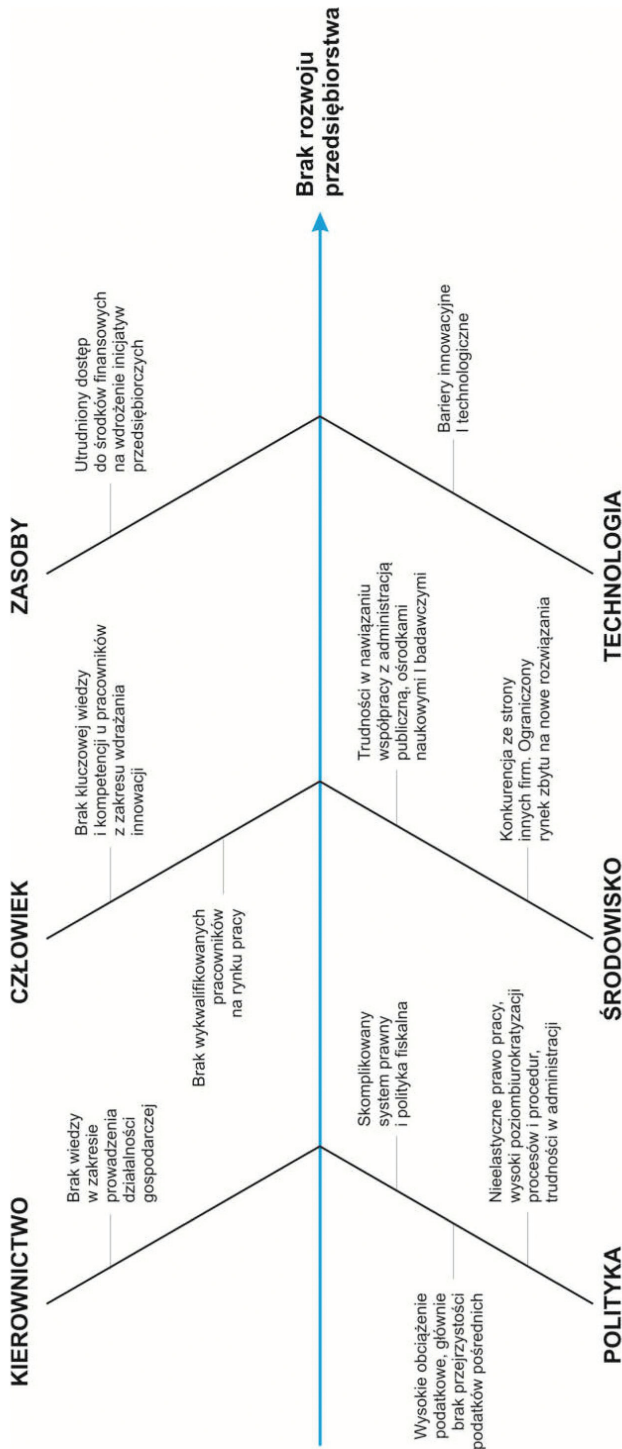 KIEROWNICTWO
CZŁOWIEK
ZASOBY
Brak wiedzy
w zakresie
prowadzenia
działalności
gospodarczej
Brak kluczowej wiedzy
i kompetencji u pracowników
z zakresu wdrażania
innowacji
Brak wykwalifikowanych
pracowników
na rynku pracy
Utrudniony dostęp
do środków finansowych
na wdrożenie inicjatyw
przedsiębiorczych
Brak rozwoju
przedsiębiorstwa
Wysokie obciążenie
podatkowe, głównie
brak przejrzystości
podatków pośrednich
Skomplikowany
system prawny
i polityka fiskalna
Nieelastyczne prawo pracy,
wysoki poziombiurokratyzacji
procesów i procedur,
trudności w administracji
Trudności w nawiązaniu
współpracy z administracją
publiczną, ośrodkami
naukowymi I badawczymi
Konkurencja ze strony
innych firm. Ograniczony
rynek zbytu na nowe rozwiązania
Bariery innowacyjne
I technologiczne
POLITYKA
ŚRODOWISKO
TECHNOLOGIA